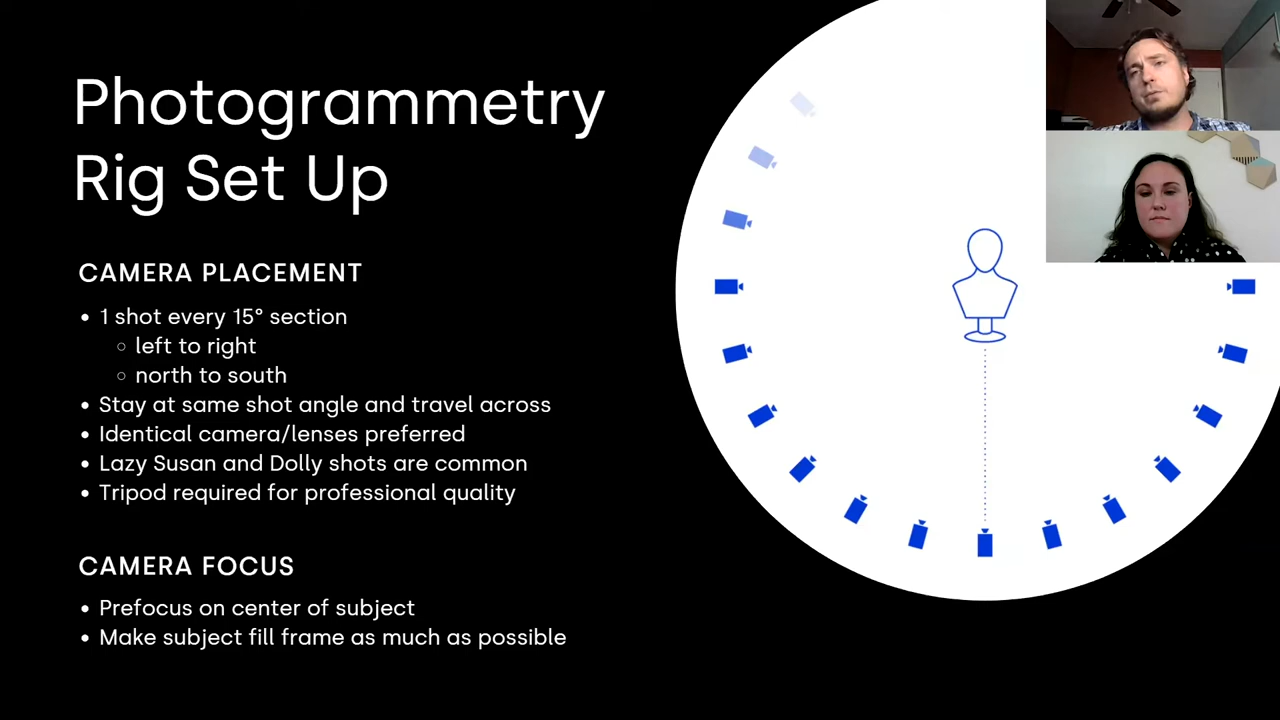 Photogrammetry
Rig Set Up
CAMERA PLACEMENT
• 1 shot every 15° section
○ left to right
○ north to south
• Stay at same shot angle and travel across
• Identical camera/lenses preferred
• Lazy Susan and Dolly shots are common
• Tripod required for professional quality
CAMERA FOCUS
• Prefocus on center of subject
• Make subject fill frame as much as possible